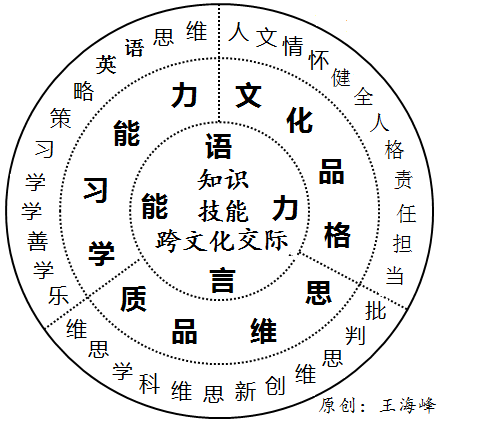 人文情怀健全人格责任担当
批判思维创新思维科学思维
乐学善学学习策略英语思维
文化品格
思维品质
学习能力
语言能力
知识
技能
跨文化交际
原创：王海峰